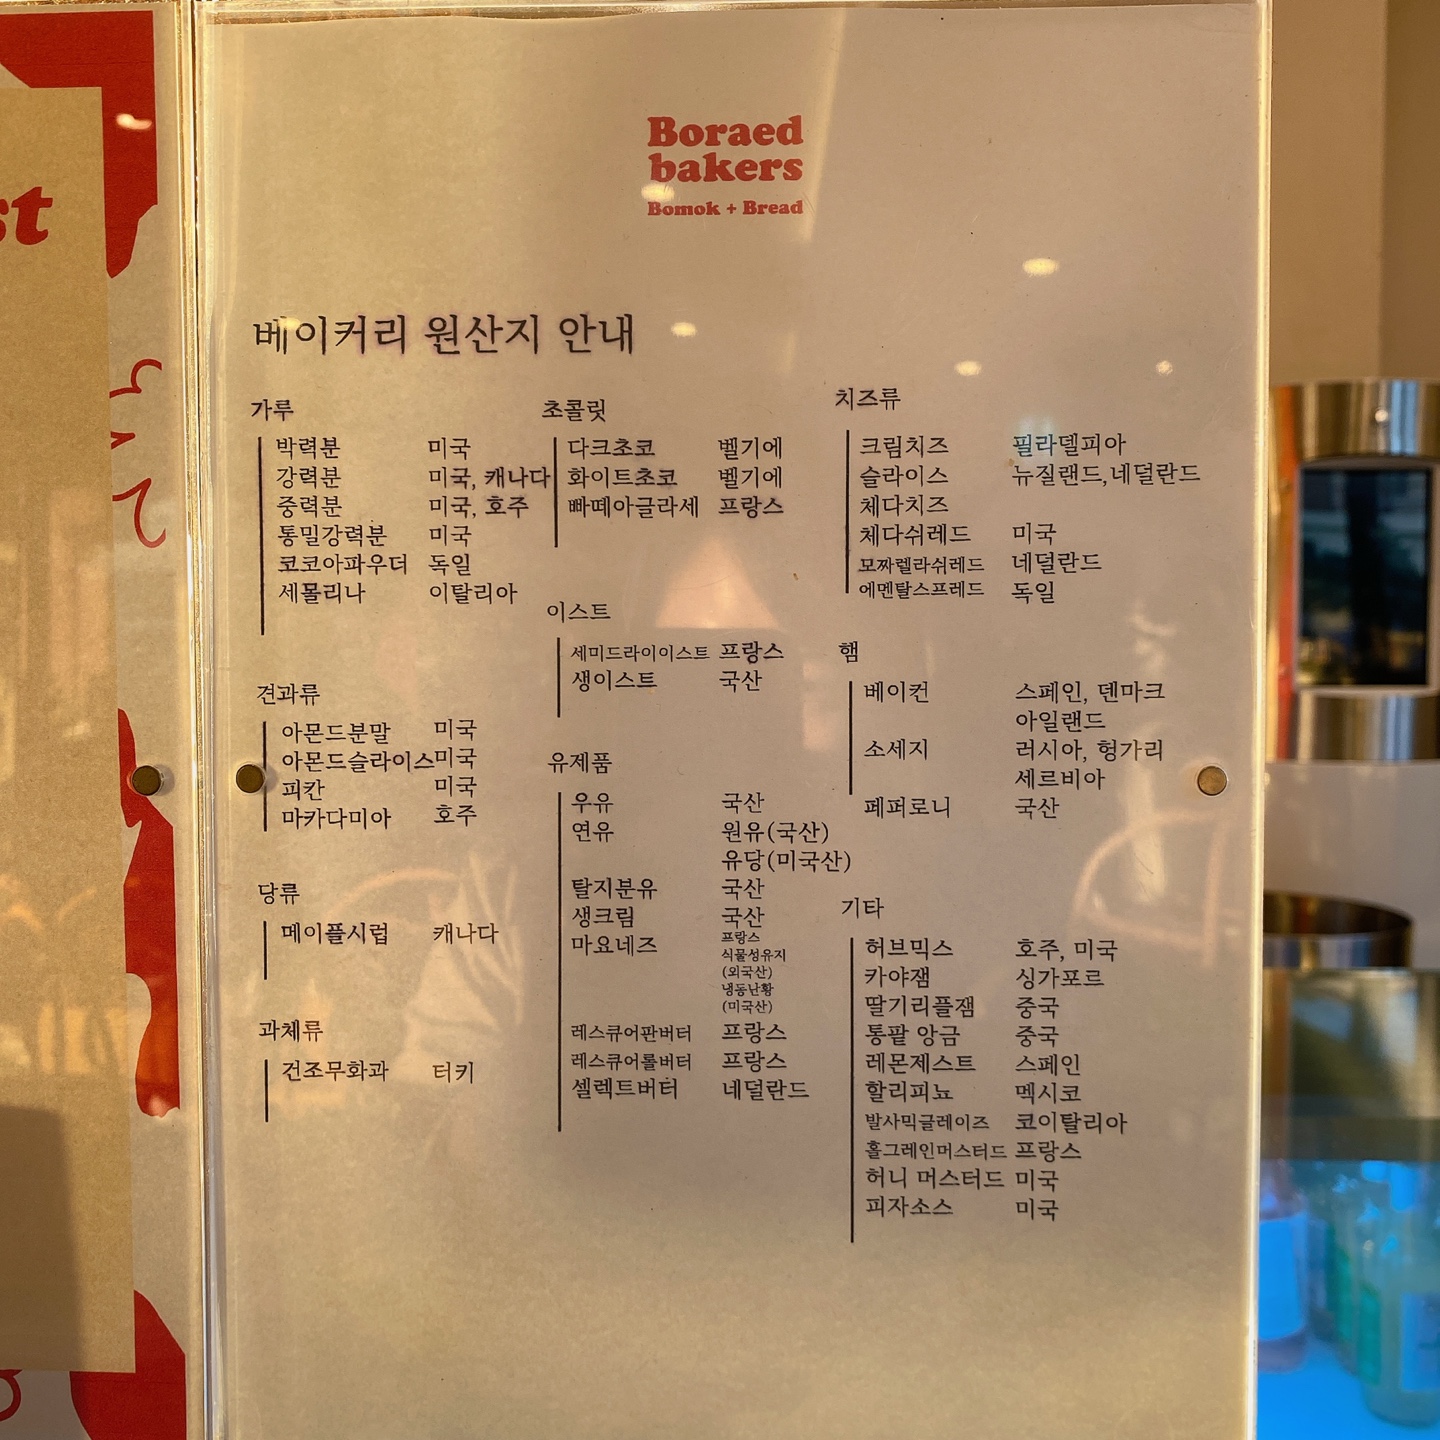 st
Boraed
bakers
Bomok + Bread
베이커리 원산지 안내
가루
박력분 미국
강력분 미국, 캐나다
중력분 미국, 호주
통밀강력분 미국
코코아파우더 독일
세몰리나 이탈리아
견과류
아몬드분말 미국
아몬드슬라이스 미국
피칸 미국
마카다미아 호주
당류
메이플시럽 캐나다
과체류
건조무화과 터키
초콜릿
다크초코 벨기에
화이트초코 벨기에
빠떼아글라세 프랑스
이스트
세미드라이이스트 프랑스
생이스트 국산
유제품
우유 국산
연유 원유(국산)
유당(미국산)
탈지분유 국산
생크림 국산
마요네즈 프랑스
식물성유지
(외국산)
냉동난황
(미국산)
레스큐어판버터 프랑스
레스큐어롤버터 프랑스
셀렉트버터 네덜란드
치즈류
크림치즈 필라델피아
슬라이스 뉴질랜드,네덜란드
체다치즈
체다쉬레드 미국
모짜렐라쉬레드 네덜란드
에멘탈스프레드 독일
햄
베이컨 스페인, 덴마크
아일랜드
소세지 러시아, 헝가리
세르비아
페퍼로니 국산
기타
허브믹스 호주, 미국
카야잼 싱가포르
딸기리플잼 중국
통팥 앙금 중국
레몬제스트 스페인
할리피뇨 멕시코
발사믹글레이즈 코이탈리아
홀그레인머스터드 프랑스
허니 머스터드 미국
피자소스 미국